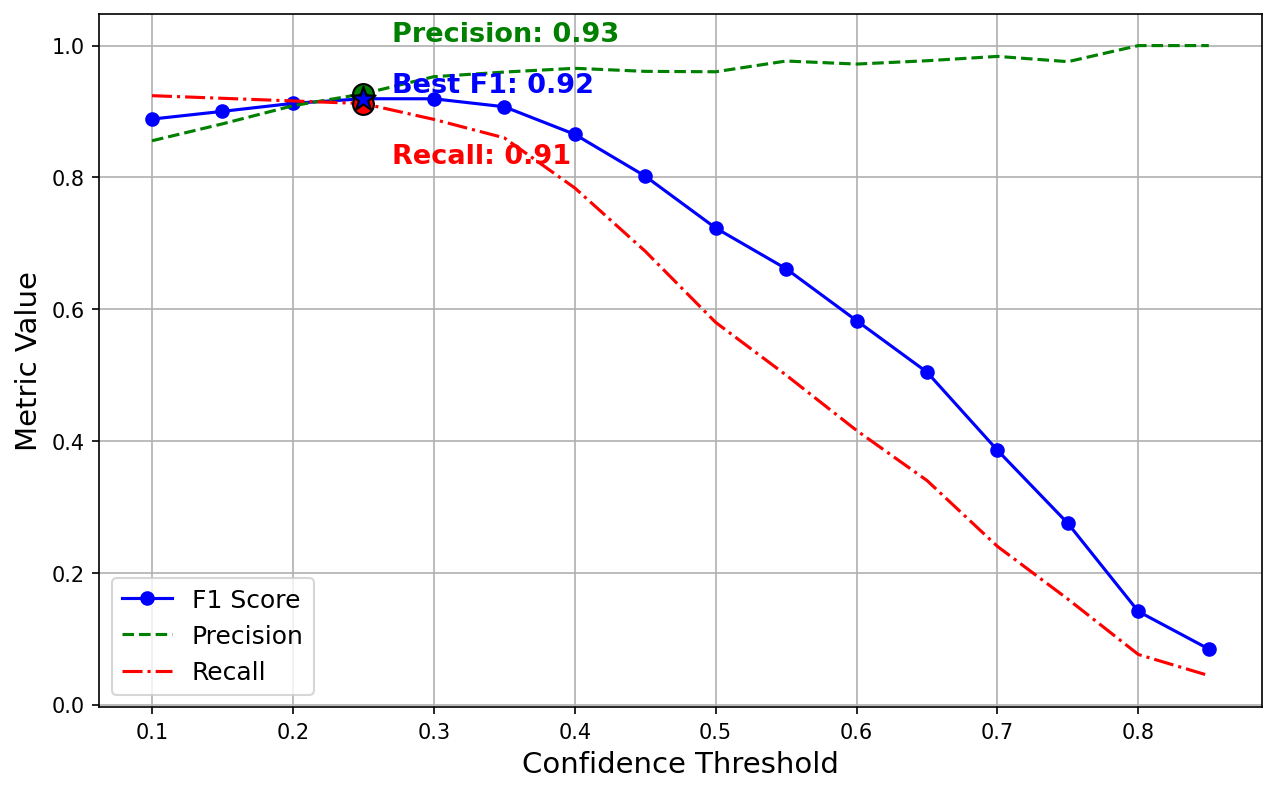 Precision: 0.93
Best F1: 0.92
Recall: 0.91
1.0
0.8
0.6
0.4
0.2
0.0
Metric Value
F1 Score
Precision
Recall
0.1 0.2 0.3 0.4 0.5 0.6 0.7 0.8
Confidence Threshold